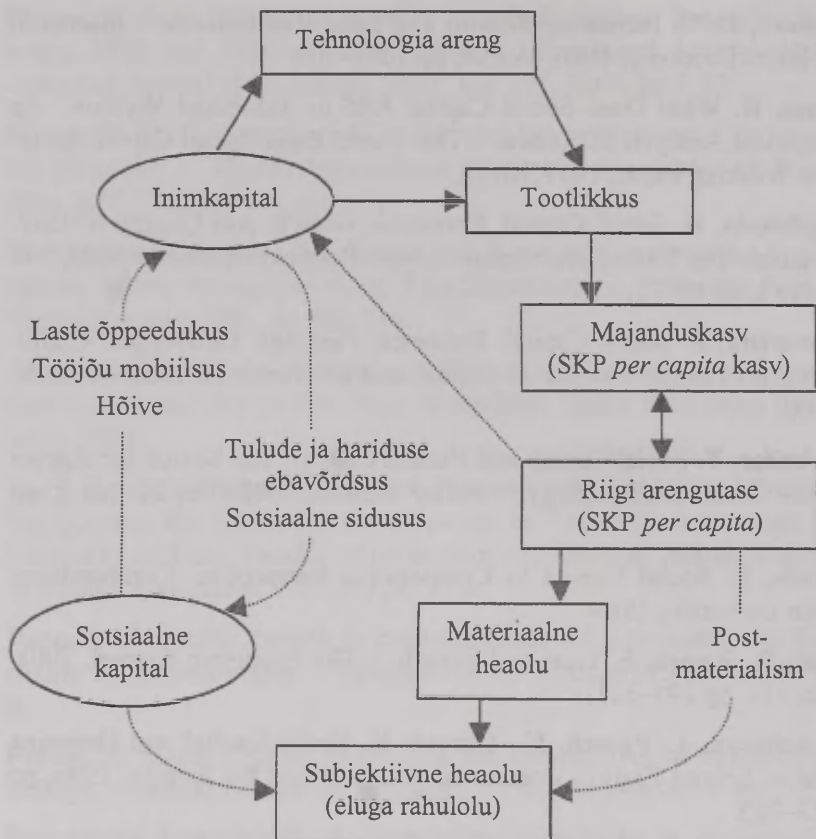 Tehnoloogia areng
Inimkapital
Tootlikkus
Laste õppeedukus
Tööjõu mobiilsus
Hõive
Majanduskasv
(SKP per capita kasv)
Tulude ja hariduse
ebavõrdsus
Sotsiaalne sidusus
Riigi arengutase
(SKP per capita)
Sotsiaalne
kapital
Materiaalne
heaolu
Post-
materialism
Subjektiivne heaolu
(eluga rahulolu)